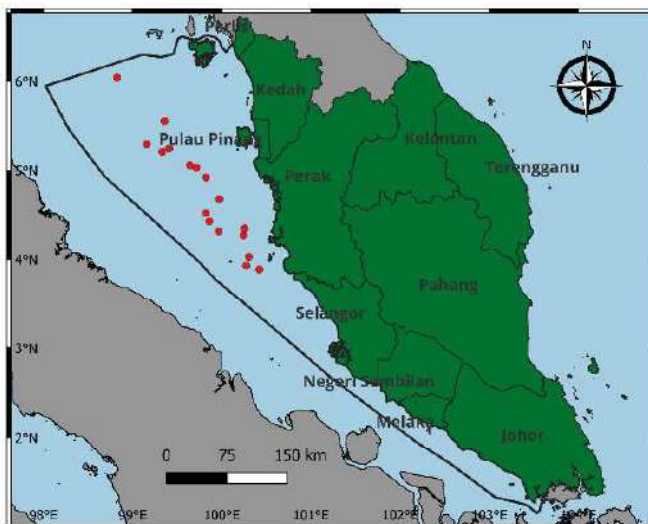 Perlis
N
6°N
Kedah
Pulau Pinang
Kelantan
Terengganu
5°N
Perak
4°N
Pahang
Selangor
3°N
Negeri Sembilan
Melaka
Johor
2°N
0 75 150 km
98°E 99°E 100°E 101°E 102°E 103°E 104°E